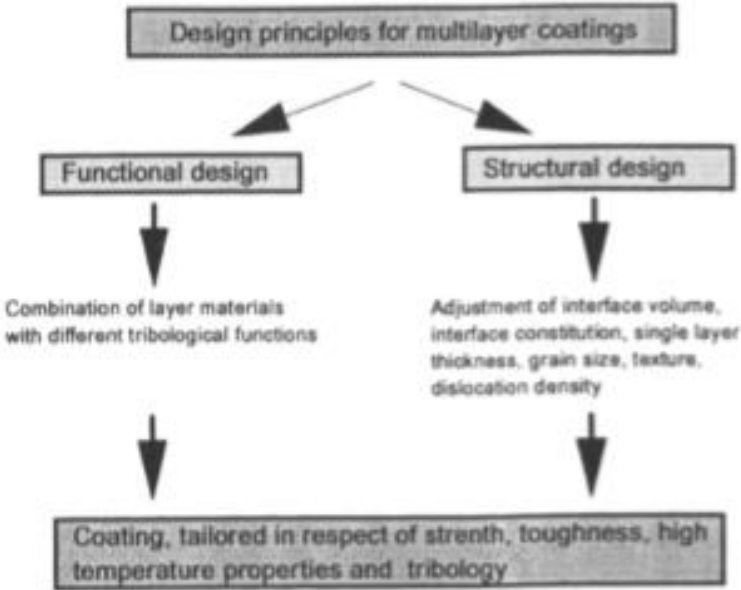 Design principles for multilayer coatings
Functional design
Structural design
Combination of layer materials
with different tribological functions
Adjustment of interface volume,
interface constitution, single layer
thickness, grain size, texture,
dislocation density
Coating, tailored in respect of strenth, toughness, high
temperature properties and tribology